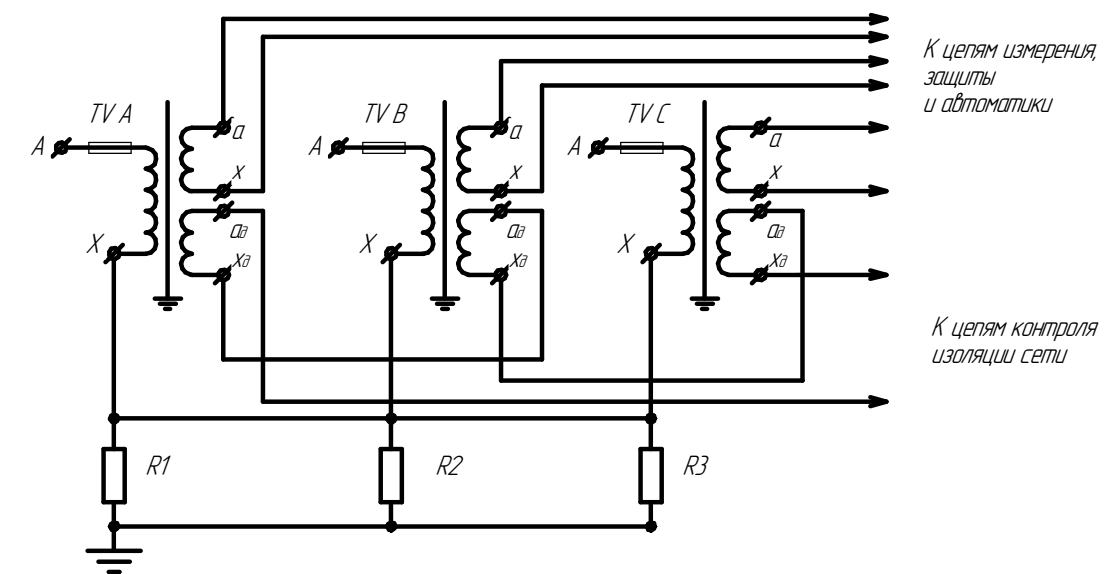 К цепям измерения,
защиты
и автоматики
TV A
TV B
TV C
A
a
A
a
A
a
x
x
x
X
aд
X
aд
X
aд
xд
xд
xд
К цепям контроля
изоляции сети
R1
R2
R3